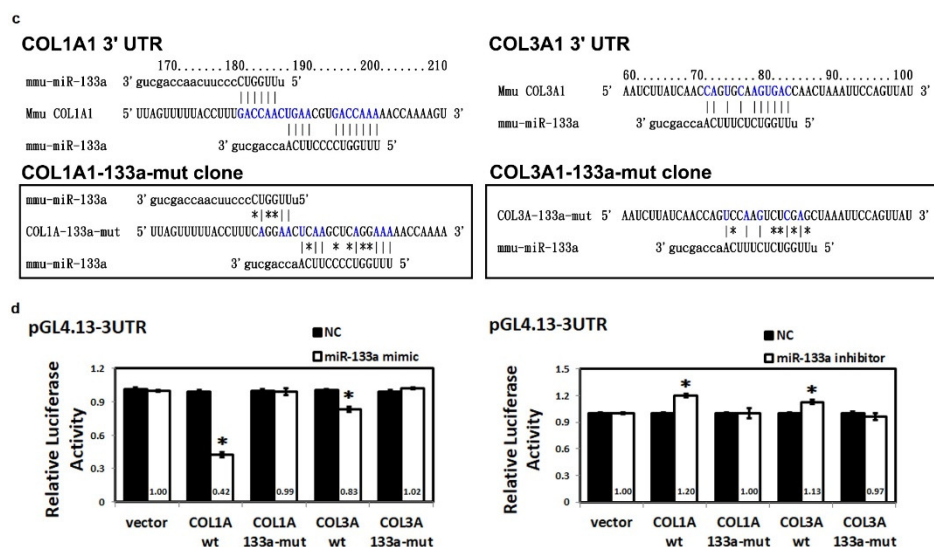 c
COL1A1 3' UTR
170.......180.......190.......200.......210
mmu-miR-133a 3' gucgaccaacuucccCUGGUUu 5'
||||||
Mmu COL1A1 5' UUAGUUUUUACCUUUGACCAACUGAACGUGACCAAAAACCAAAAGU 3'
|||| |||||||
mmu-miR-133a 3' gucgaccaACUUCCCCUGGUUU 5'
COL1A1-133a-mut clone
mmu-miR-133a 3' gucgaccaacuucccCUGGUUu5'
*|**||
COL1A-133a-mut 5' UUAGUUUUUACCUUUCAGGAACUCAAGCUCAGGAAAAACCAAAA 3'
|*|| * *|**|||
mmu-miR-133a 3' gucgaccaACUUCCCCUGGUUU 5'
COL3A1 3' UTR
60........70........80........90........100
Mmu COL3A1 5' AAUCUUAUCAACCAGUGCAAGUGACCAACUAAAUUCCAGUUAU 3'
|| | | ||||||
mmu-miR-133a 3' gucgaccaACUUUCUCUGGUUu 5'
COL3A1-133a-mut clone
COL3A-133a-mut 5' AAUCUUAUCAACCAGUCCAAGUCUCGAGCUAAAUUCCAGUUAU 3'
|* | | **|*|*
mmu-miR-133a 3' gucgaccaACUUUCUCUGGUUu 5'
d
pGL4.13-3UTR
NC
miR-133a mimic
Relative Luciferase
Activity
1.2
0.9
0.6
0.3
0
* *
1.00 0.42 0.99 0.83 1.02
vector COL1A COL1A COL3A COL3A
wt 133a-mut wt 133a-mut
pGL4.13-3UTR
NC
miR-133a inhibitor
Relative Luciferase
Activity
1.5
1.2
0.9
0.6
0.3
0
* *
1.00 1.20 1.00 1.13 0.97
vector COL1A COL1A COL3A COL3A
wt 133a-mut wt 133a-mut